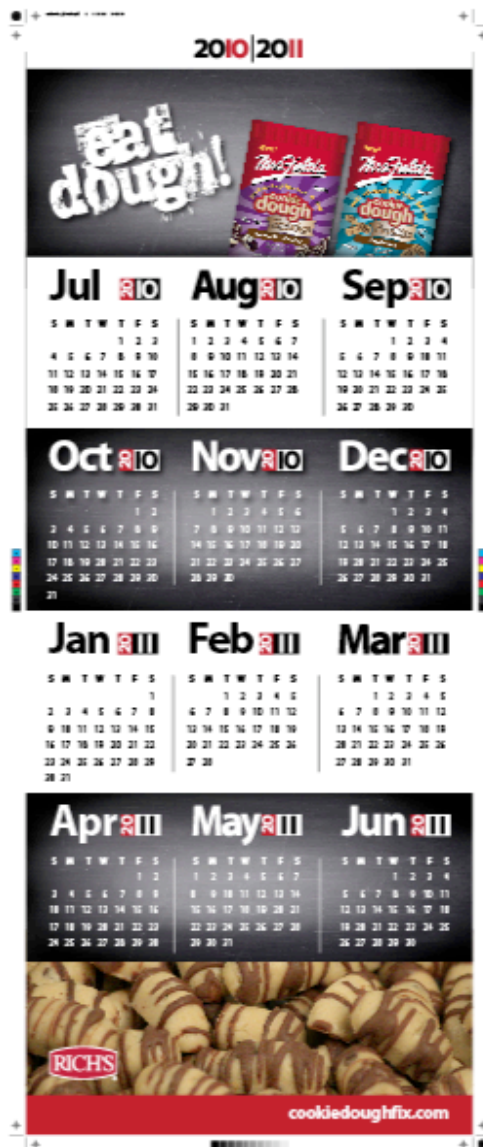 2010|2011
eat
dough!
Mrs. Fields
cookie
dough
Mrs. Fields
cookie
dough
Jul 2010 Aug 2010 Sep 2010
S M T W T F S S M T W T F S S M T W T F S
1 2 3 1 2 3 4 5 6 7 1 2 3 4
4 5 6 7 8 9 10 8 9 10 11 12 13 14 5 6 7 8 9 10 11
11 12 13 14 15 16 17 15 16 17 18 19 20 21 12 13 14 15 16 17 18
18 19 20 21 22 23 24 22 23 24 25 26 27 28 19 20 21 22 23 24 25
25 26 27 28 29 30 31 29 30 31 26 27 28 29 30
Oct 2010 Nov 2010 Dec 2010
S M T W T F S S M T W T F S S M T W T F S
1 2 1 2 3 4 5 6 1 2 3 4
3 4 5 6 7 8 9 7 8 9 10 11 12 13 5 6 7 8 9 10 11
10 11 12 13 14 15 16 14 15 16 17 18 19 20 12 13 14 15 16 17 18
17 18 19 20 21 22 23 21 22 23 24 25 26 27 19 20 21 22 23 24 25
24 25 26 27 28 29 30 28 29 30 26 27 28 29 30 31
31
Jan 2011 Feb 2011 Mar 2011
S M T W T F S S M T W T F S S M T W T F S
1 1 2 3 4 5 1 2 3 4 5
2 3 4 5 6 7 8 6 7 8 9 10 11 12 6 7 8 9 10 11 12
9 10 11 12 13 14 15 13 14 15 16 17 18 19 13 14 15 16 17 18 19
16 17 18 19 20 21 22 20 21 22 23 24 25 26 20 21 22 23 24 25 26
23 24 25 26 27 28 29 27 28 27 28 29 30 31
30 31
Apr 2011 May 2011 Jun 2011
S M T W T F S S M T W T F S S M T W T F S
1 2 1 2 3 4 5 6 7 1 2 3 4
3 4 5 6 7 8 9 8 9 10 11 12 13 14 5 6 7 8 9 10 11
10 11 12 13 14 15 16 15 16 17 18 19 20 21 12 13 14 15 16 17 18
17 18 19 20 21 22 23 22 23 24 25 26 27 28 19 20 21 22 23 24 25
24 25 26 27 28 29 30 29 30 31 26 27 28 29 30
RICH'S
cookiedoughfix.com